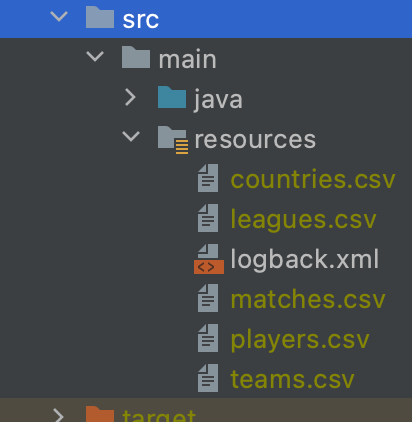 src
main
java
resources
countries.csv
leagues.csv
logback.xml
matches.csv
players.csv
teams.csv
target